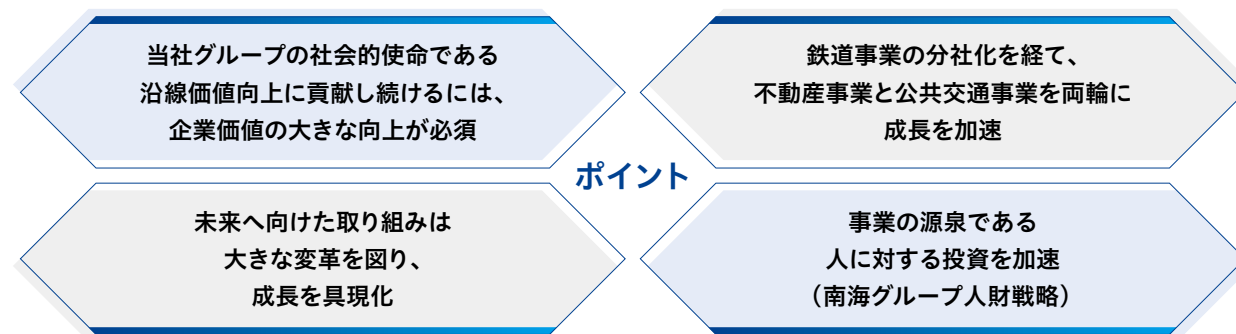 当社グループの社会的使命である
沿線価値向上に貢献し続けるには、
企業価値の大きな向上が必須
鉄道事業の分社化を経て、
不動産事業と公共交通事業を両輪に
成長を加速
ポイント
未来へ向けた取り組みは
大きな変革を図り、
成長を具現化
事業の源泉である
人に対する投資を加速
（南海グループ人財戦略）